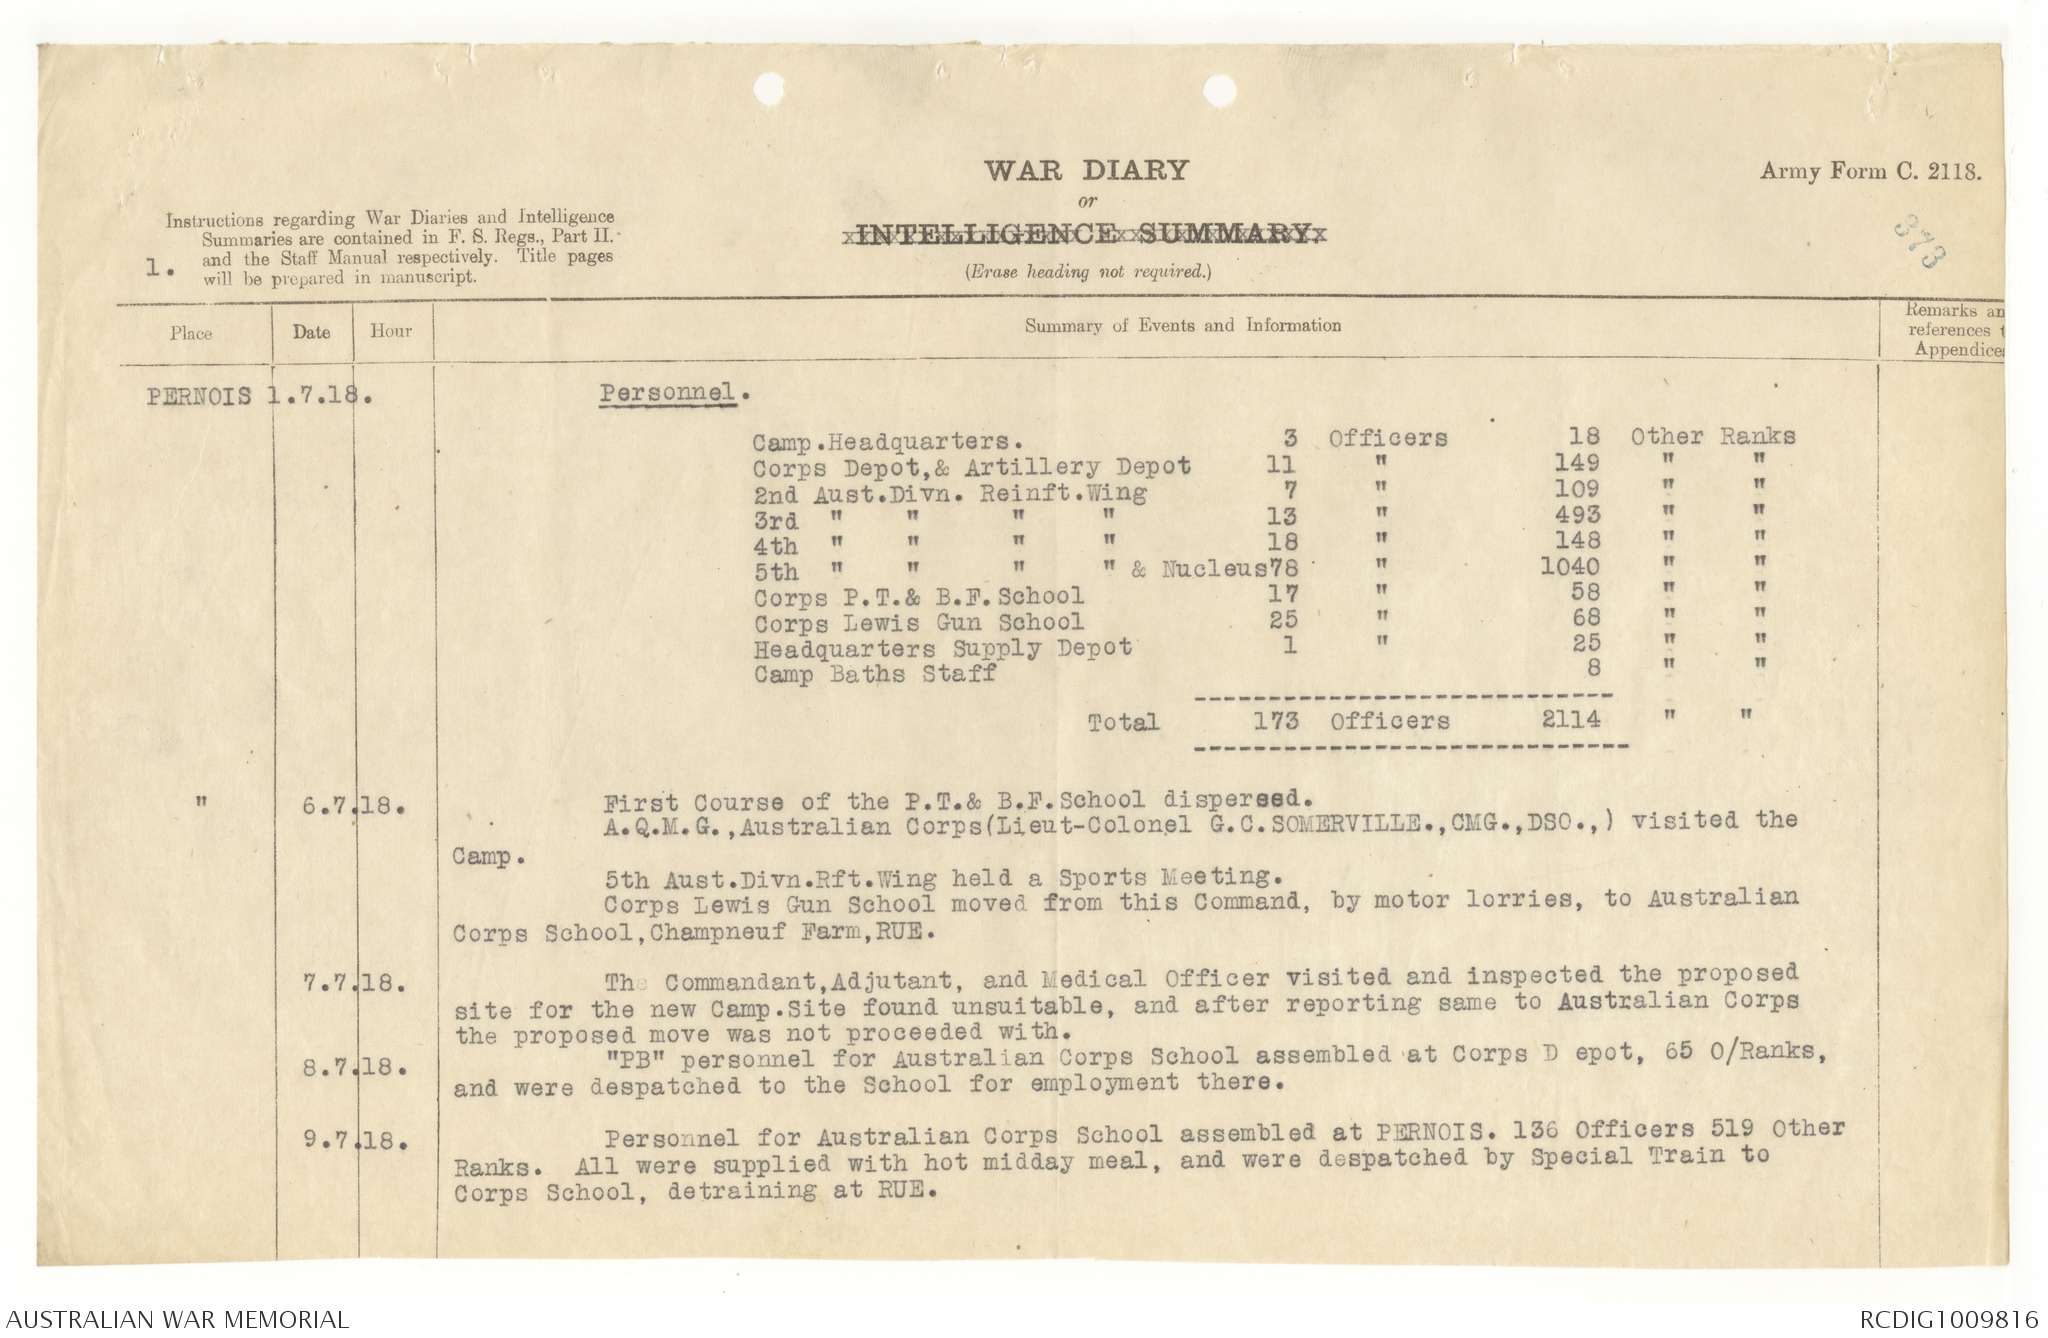 WAR DIARY
or
INTELLIGENCE SUMMARY.
(Erase heading not required.)
Army Form C. 2118.
373
Instructions regarding War Diaries and Intelligence
Summaries are contained in F. S. Regs., Part II.
and the Staff Manual respectively. Title pages
will be prepared in manuscript.
1.
Place Date Hour Summary of Events and Information Remarks an
references t
Appendices
PERNOIS 1.7.18. Personnel.
Camp.Headquarters. 3 Officers 18 Other Ranks
Corps Depot,& Artillery Depot 11 " 149 " "
2nd Aust.Divn. Reinft.Wing 7 " 109 " "
3rd " " " " 13 " 493 " "
4th " " " " 18 " 148 " "
5th " " " " & Nucleus78 " 1040 " "
Corps P.T.& B.F.School 17 " 58 " "
Corps Lewis Gun School 25 " 68 " "
Headquarters Supply Depot 1 " 25 " "
Camp Baths Staff 8 " "
Total 173 Officers 2114 " "
" 6.7.18. First Course of the P.T.& B.F.School dispersed.
A.Q.M.G.,Australian Corps(Lieut-Colonel G.C.SOMERVILLE.,CMG.,DSO.,) visited the
Camp.
5th Aust.Divn.Rft.Wing held a Sports Meeting.
Corps Lewis Gun School moved from this Command, by motor lorries, to Australian
Corps School,Champneuf Farm,RUE.
7.7.18. The Commandant,Adjutant, and Medical Officer visited and inspected the proposed
site for the new Camp.Site found unsuitable, and after reporting same to Australian Corps
the proposed move was not proceeded with.
8.7.18. "PB" personnel for Australian Corps School assembled at Corps D epot, 65 O/Ranks,
and were despatched to the School for employment there.
9.7.18. Personnel for Australian Corps School assembled at PERNOIS. 136 Officers 519 Other
Ranks. All were supplied with hot midday meal, and were despatched by Special Train to
Corps School, detraining at RUE.
AUSTRALIAN WAR MEMORIAL
RCDIG1009816